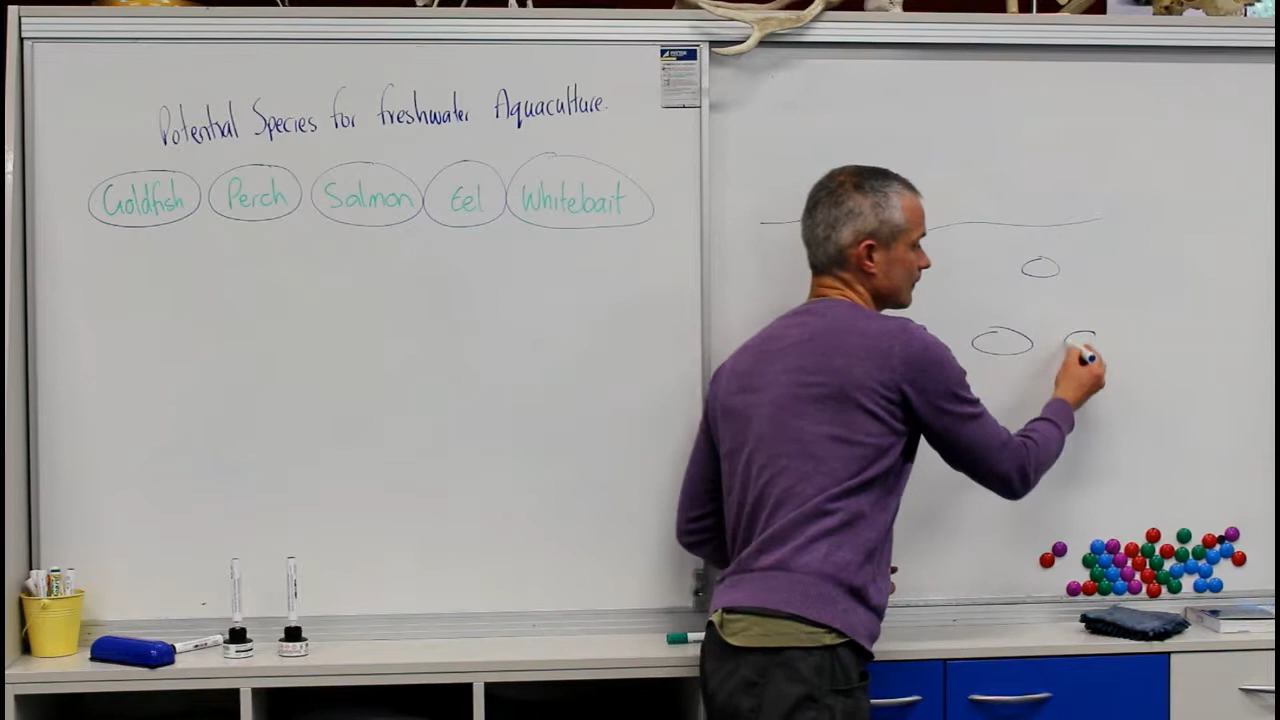 Potential Species for freshwater Aquaculture.
Goldfish Perch Salmon Eel Whitebait